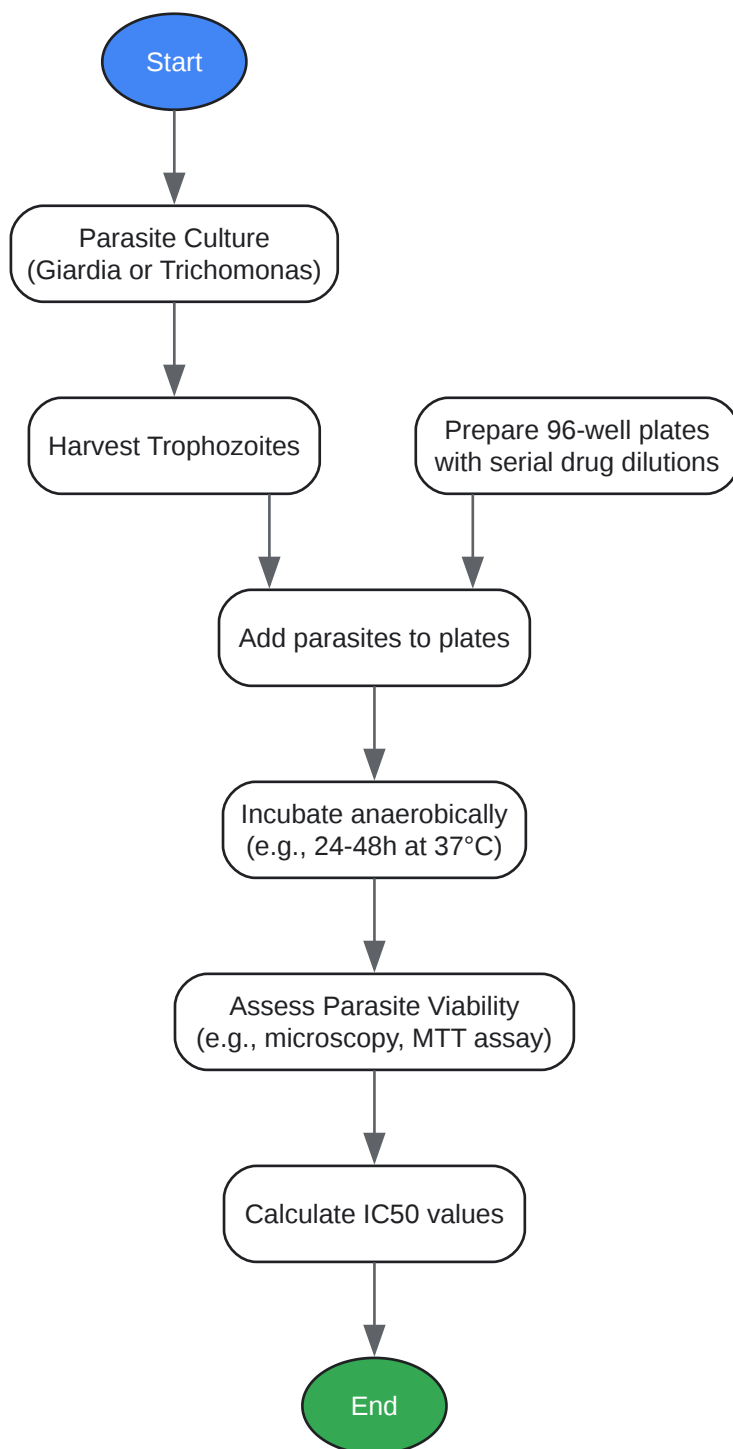 Start
Parasite Culture
(Giardia or Trichomonas)
Harvest Trophozoites
Prepare 96-well plates
with serial drug dilutions
Add parasites to plates
Incubate anaerobically
(e.g., 24-48h at 37°C)
Assess Parasite Viability
(e.g., microscopy, MTT assay)
Calculate IC50 values
End